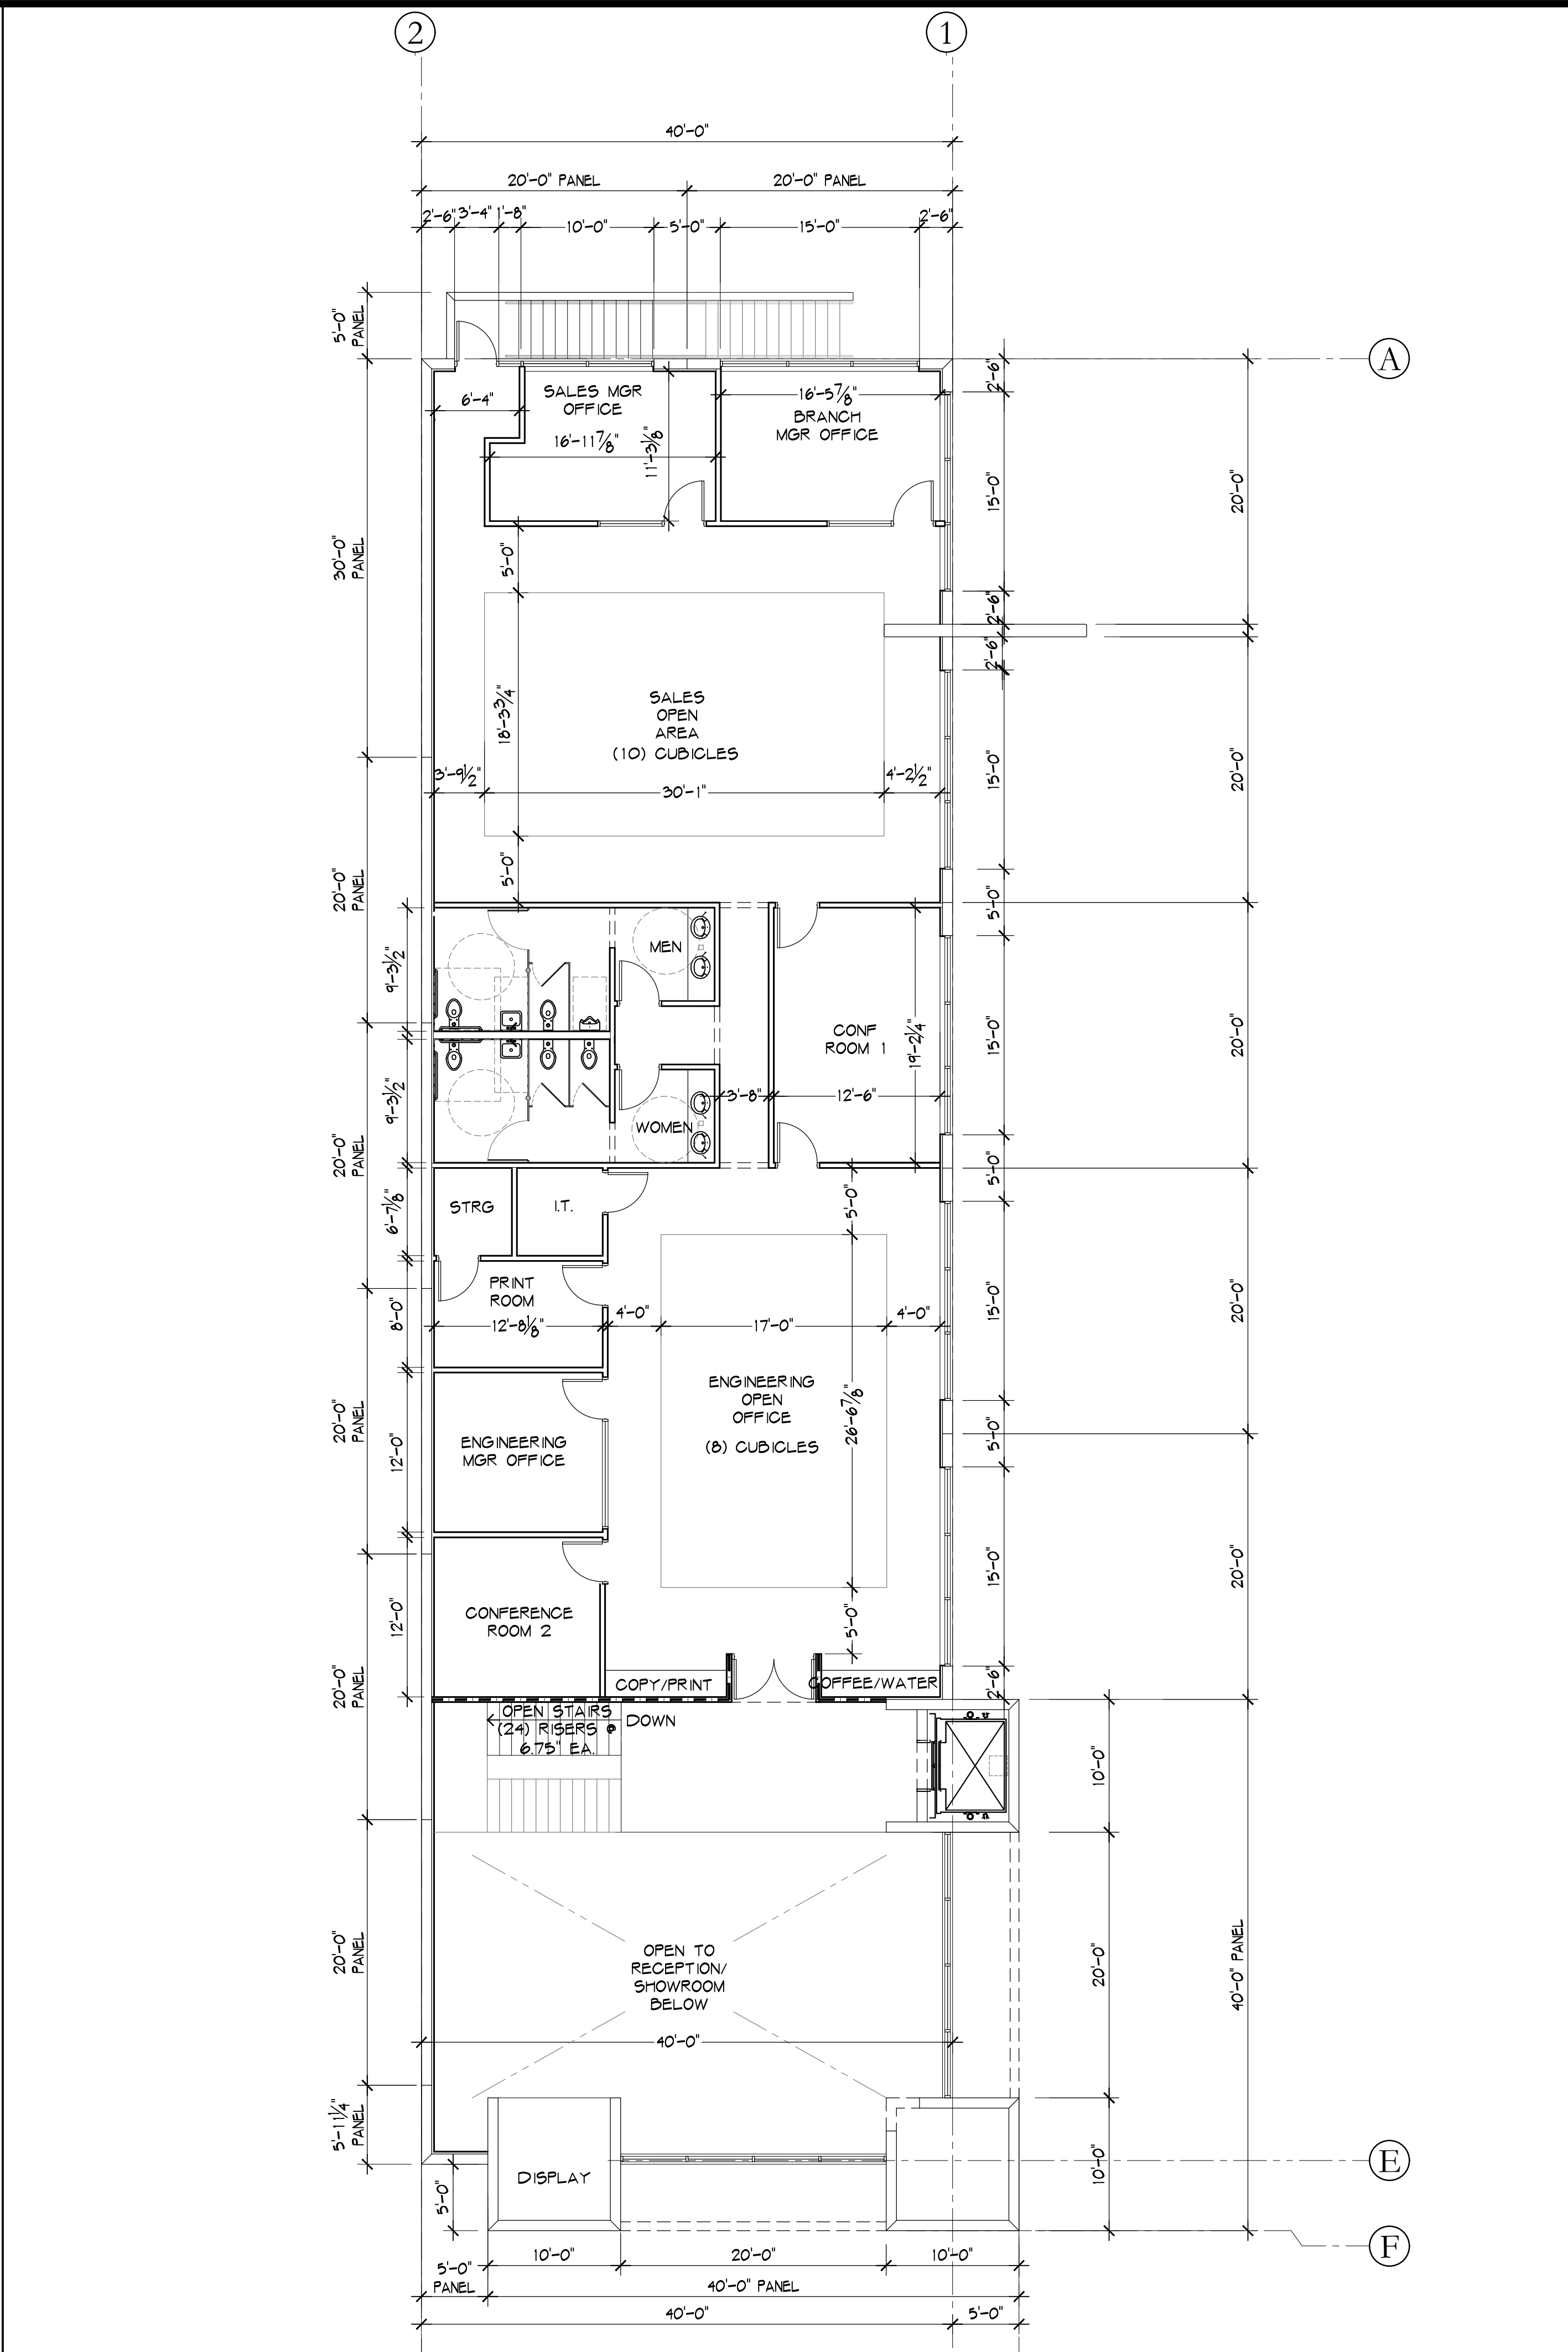 2 1
40'-0"
20'-0" PANEL 20'-0" PANEL
2'-6" 3'-4" 1'-8" 10'-0" 5'-0" 15'-0" 2'-6"
5'-0"
PANEL
A
2'-6"
6'-4"
SALES MGR
OFFICE
16'-11 7/8"
11'-3 1/8"
16'-5 7/8"
BRANCH
MGR OFFICE
15'-0"
20'-0"
30'-0"
PANEL
5'-0"
2'-6"
2'-6"
18'-3 3/4"
SALES
OPEN
AREA
(10) CUBICLES
3'-9 1/2" 30'-1" 4'-2 1/2"
15'-0"
20'-0"
20'-0"
PANEL
5'-0"
5'-0"
9'-3 1/2"
MEN
CONF
ROOM 1
19'-2 1/4"
15'-0"
20'-0"
9'-3 1/2"
3'-8" 12'-6"
WOMEN
20'-0"
PANEL
5'-0"
6'-7 1/8"
STRG I.T.
5'-0"
PRINT
ROOM
8'-0"
12'-8 1/8" 4'-0" 17'-0" 4'-0"
15'-0"
20'-0"
ENGINEERING
OPEN
OFFICE
(8) CUBICLES
26'-6 7/8"
20'-0"
PANEL
12'-0"
ENGINEERING
MGR OFFICE
5'-0"
15'-0"
20'-0"
12'-0"
CONFERENCE
ROOM 2
5'-0"
20'-0"
PANEL
COPY/PRINT COFFEE/WATER
2'-6"
OPEN STAIRS
(24) RISERS @
6.75" EA.
DOWN
10'-0"
20'-0"
PANEL
OPEN TO
RECEPTION/
SHOWROOM
BELOW
40'-0"
20'-0"
40'-0" PANEL
5'-11 1/4"
PANEL
5'-0"
DISPLAY
10'-0"
E
F
10'-0" 20'-0" 10'-0"
5'-0"
PANEL
40'-0" PANEL
40'-0" 5'-0"